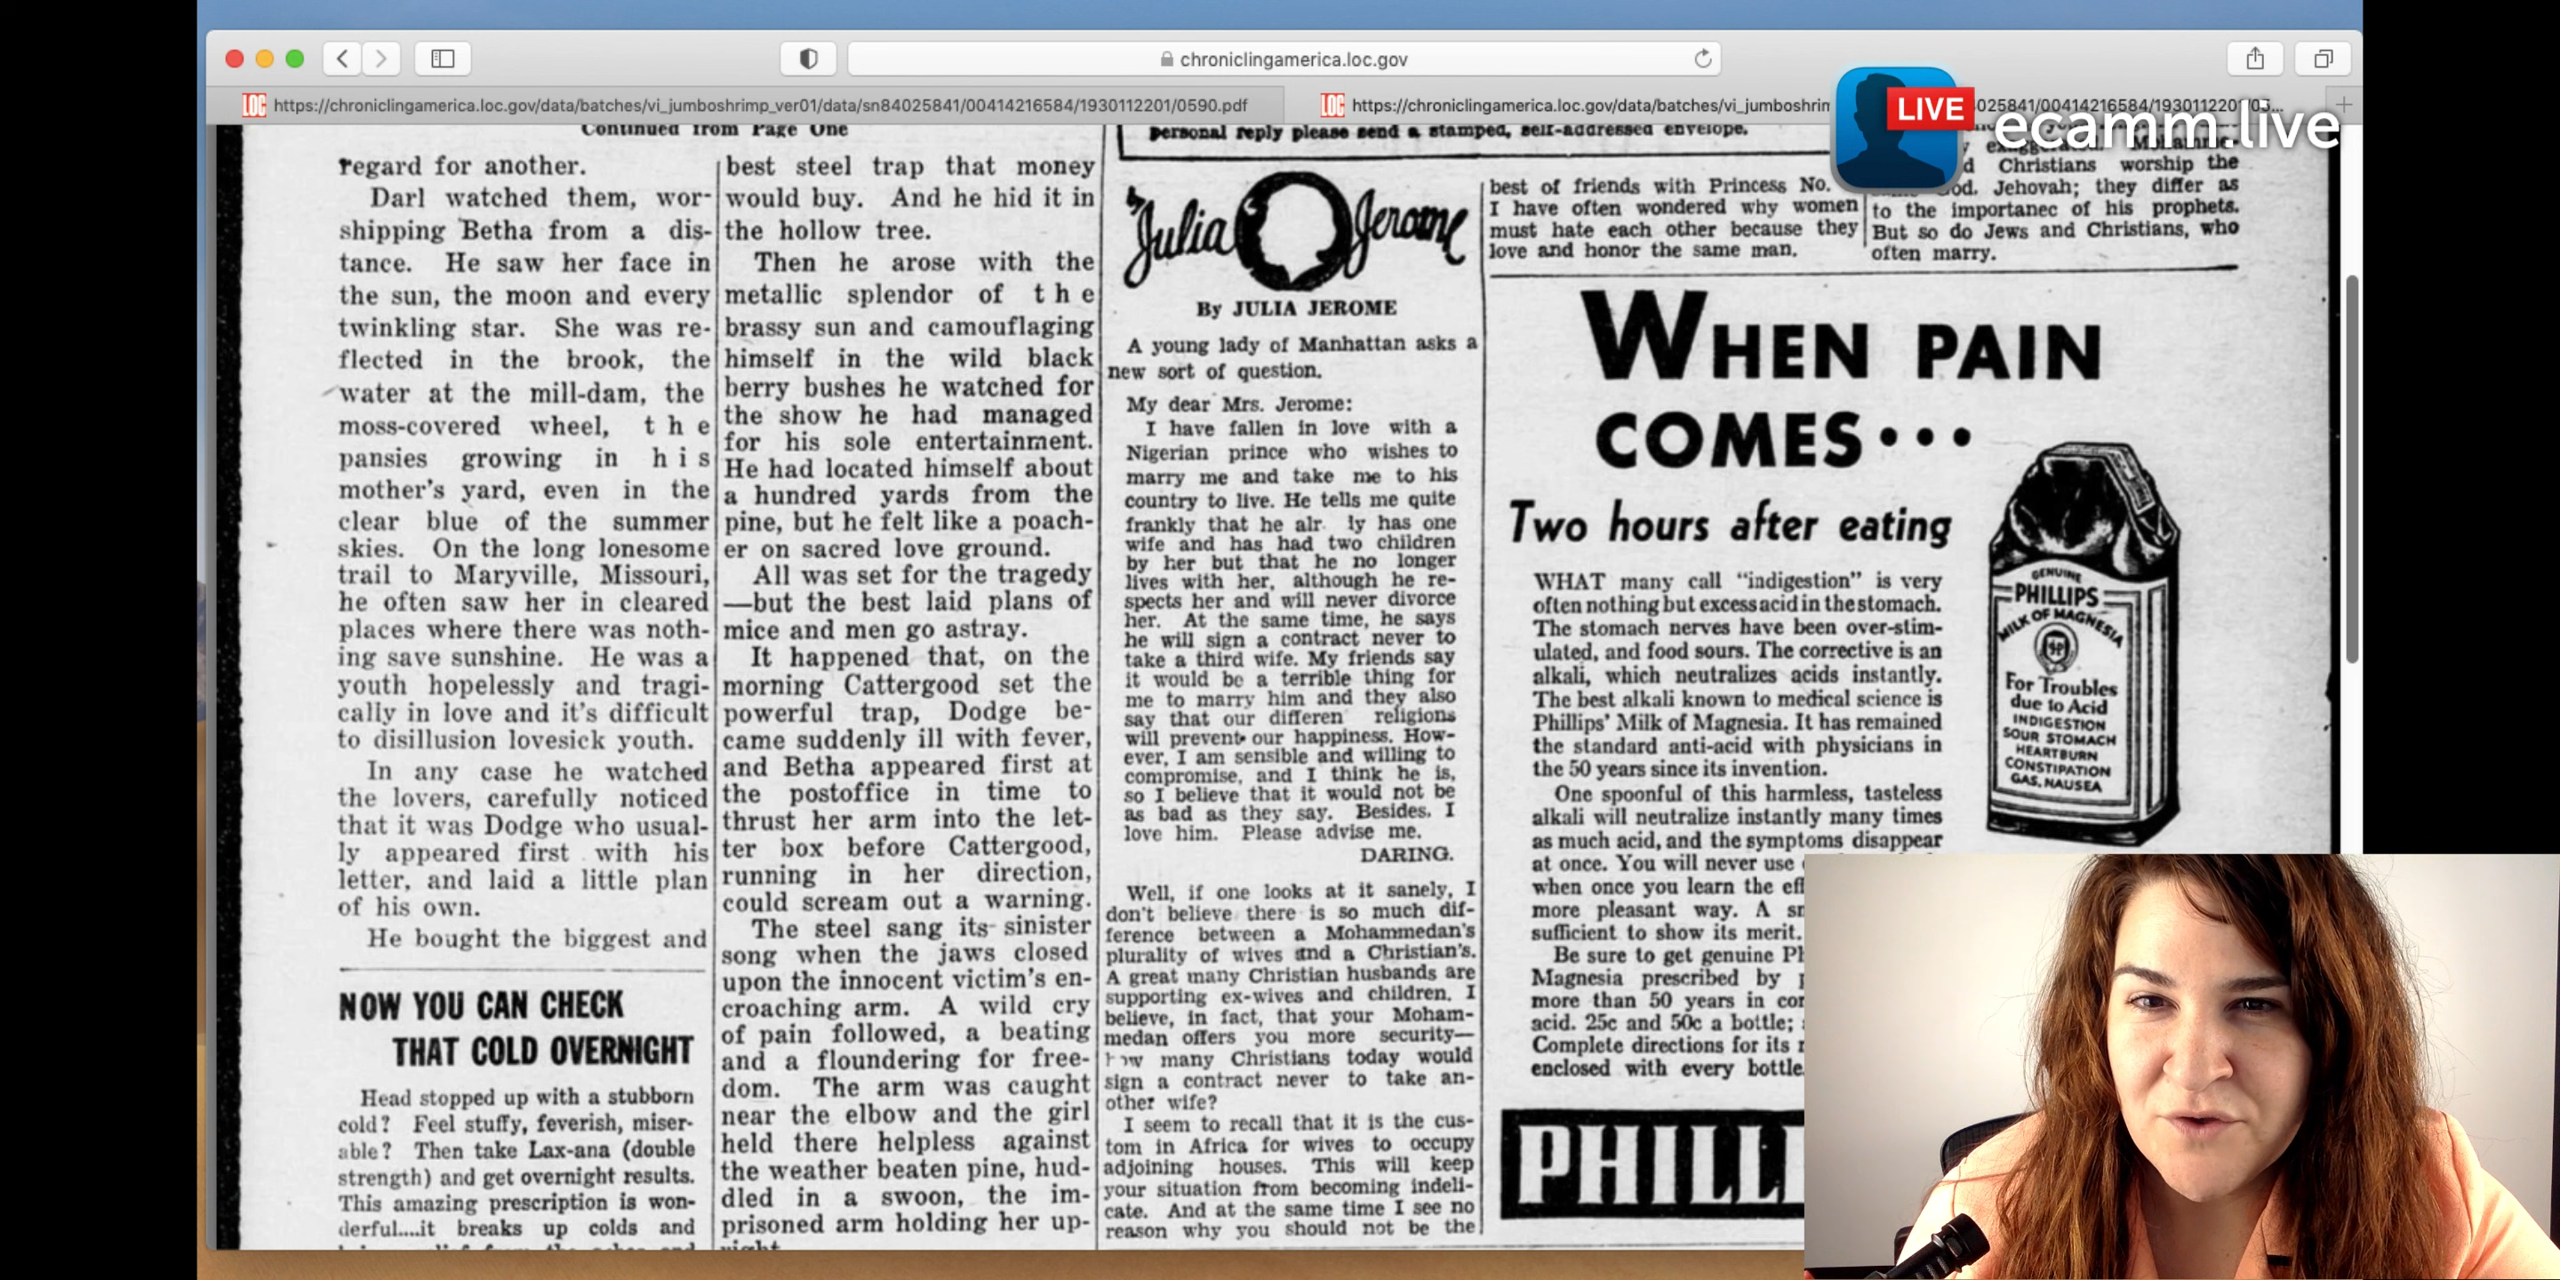 chroniclingamerica.loc.gov
LOC https://chroniclingamerica.loc.gov/data/batches/vi_jumboshrimp_ver01/data/sn84025841/00414216584/1930112201/0590.pdf
LOC https://chroniclingamerica.loc.gov/data/batches/vi_jumboshrim
LIVE
ecamm.live
Continued from Page One
regard for another.
Darl watched them, wor-
shipping Betha from a dis-
tance. He saw her face in
the sun, the moon and every
twinkling star. She was re-
flected in the brook, the
water at the mill-dam, the
moss-covered wheel, the
pansies growing in his
mother's yard, even in the
clear blue of the summer
skies. On the long lonesome
trail to Maryville, Missouri,
he often saw her in cleared
places where there was noth-
ing save sunshine. He was a
youth hopelessly and tragi-
cally in love and it's difficult
to disillusion lovesick youth.
In any case he watched
the lovers, carefully noticed
that it was Dodge who usual-
ly appeared first with his
letter, and laid a little plan
of his own.
He bought the biggest and
NOW YOU CAN CHECK
THAT COLD OVERNIGHT
Head stopped up with a stubborn
cold? Feel stuffy, feverish, miser-
able? Then take Lax-ana (double
strength) and get overnight results.
This amazing prescription is won-
derful....it breaks up colds and
best steel trap that money
would buy. And he hid it in
the hollow tree.
Then he arose with the
metallic splendor of the
brassy sun and camouflaging
himself in the wild black
berry bushes he watched for
the show he had managed
for his sole entertainment.
He had located himself about
a hundred yards from the
pine, but he felt like a poach-
er on sacred love ground.
All was set for the tragedy
—but the best laid plans of
mice and men go astray.
It happened that, on the
morning Cattergood set the
powerful trap, Dodge be-
came suddenly ill with fever,
and Betha appeared first at
the postoffice in time to
thrust her arm into the let-
ter box before Cattergood,
running in her direction,
could scream out a warning.
The steel sang its sinister
song when the jaws closed
upon the innocent victim's en-
croaching arm. A wild cry
of pain followed, a beating
and a floundering for free-
dom. The arm was caught
near the elbow and the girl
held there helpless against
the weather beaten pine, hud-
dled in a swoon, the im-
prisoned arm holding her up-
right.
personal reply please send a stamped, self-addressed envelope.
by Julia Jerome
By JULIA JEROME
A young lady of Manhattan asks a
new sort of question.
My dear Mrs. Jerome:
I have fallen in love with a
Nigerian prince who wishes to
marry me and take me to his
country to live. He tells me quite
frankly that he alr ly has one
wife and has had two children
by her but that he no longer
lives with her, although he re-
spects her and will never divorce
her. At the same time, he says
he will sign a contract never to
take a third wife. My friends say
it would be a terrible thing for
me to marry him and they also
say that our differen religions
will prevent our happiness. How-
ever, I am sensible and willing to
compromise, and I think he is,
so I believe that it would not be
as bad as they say. Besides, I
love him. Please advise me.
DARING.
Well, if one looks at it sanely, I
don't believe there is so much dif-
ference between a Mohammedan's
plurality of wives and a Christian's.
A great many Christian husbands are
supporting ex-wives and children. I
believe, in fact, that your Moham-
medan offers you more security—
how many Christians today would
sign a contract never to take an-
other wife?
I seem to recall that it is the cus-
tom in Africa for wives to occupy
adjoining houses. This will keep
your situation from becoming indeli-
cate. And at the same time I see no
reason why you should not be the
best of friends with Princess No.
I have often wondered why women
must hate each other because they
love and honor the same man.
Christians worship the
God, Jehovah; they differ as
to the importanec of his prophets.
But so do Jews and Christians, who
often marry.
WHEN PAIN
COMES•••
Two hours after eating
WHAT many call "indigestion" is very
often nothing but excess acid in the stomach.
The stomach nerves have been over-stim-
ulated, and food sours. The corrective is an
alkali, which neutralizes acids instantly.
The best alkali known to medical science is
Phillips' Milk of Magnesia. It has remained
the standard anti-acid with physicians in
the 50 years since its invention.
One spoonful of this harmless, tasteless
alkali will neutralize instantly many times
as much acid, and the symptoms disappear
at once. You will never use
when once you learn the eff
more pleasant way. A
sufficient to show its merit.
Be sure to get genuine
Magnesia prescribed by
more than 50 years in
acid. 25c and 50c a bottle;
Complete directions for its
enclosed with every bottle.
GENUINE
PHILLIPS
MILK OF MAGNESIA
For Troubles
due to Acid
INDIGESTION
SOUR STOMACH
HEARTBURN
CONSTIPATION
GAS, NAUSEA
PHILL